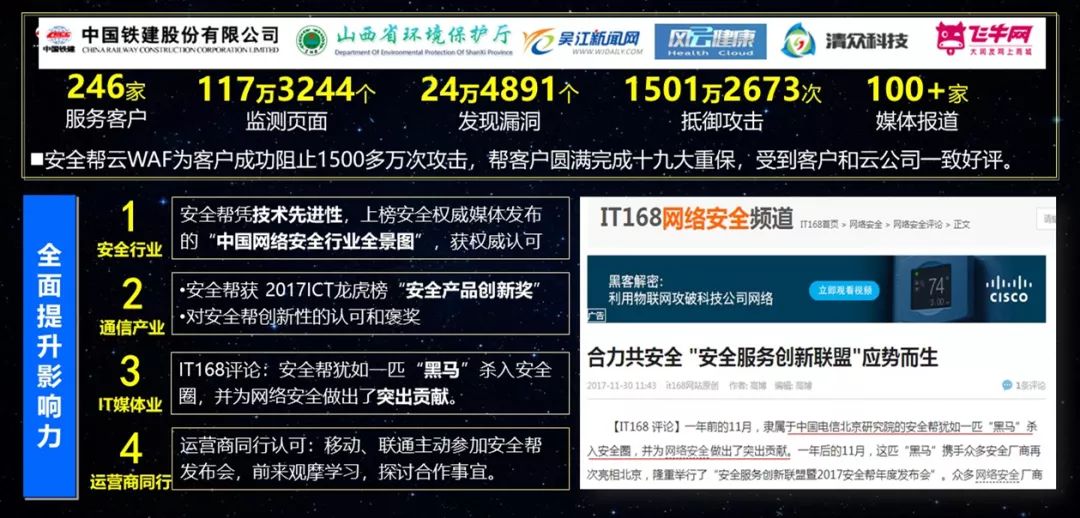 中国铁建
中国铁建股份有限公司
CHINA RAILWAY CONSTRUCTION CORPORATION LIMITED
山西省环境保护厅
Department Of Environmental Protection Of ShanXi Province
吴江新闻网
WWW.WJDAILY.COM
风云健康
Health Cloud
清众科技
飞牛网
大润发网上商城
246家 117万3244个 24万4891个 1501万2673次 100+家
服务客户 监测页面 发现漏洞 抵御攻击 媒体报道
■安全帮云WAF为客户成功阻止1500多万次攻击，帮客户圆满完成十九大重保，受到客户和云公司一致好评。
全面提升影响力
1
安全行业
安全帮凭技术先进性，上榜安全权威媒体发布
的“中国网络安全行业全景图”，获权威认可
2
通信产业
•安全帮获 2017ICT龙虎榜“安全产品创新奖”
•对安全帮创新性的认可和褒奖
3
IT媒体业
IT168评论：安全帮犹如一匹“黑马”杀入安全
圈，并为网络安全做出了突出贡献。
4
运营商同行
运营商同行认可：移动、联通主动参加安全帮
发布会，前来观摩学习，探讨合作事宜。
IT168网络安全频道
IT168首页 > 网络安全 > 网络安全评论 > 正文
请
黑客解密：
利用物联网攻破科技公司网络
立即观看视频
74°
CISCO
广告
合力共安全 "安全服务创新联盟"应势而生
2017-11-30 11:43 it168网站原创 作者: 高博 编辑: 高博
1条评论
【IT168 评论】一年前的11月，隶属于中国电信北京研究院的安全帮犹如一匹“黑马”杀
入安全圈，并为网络安全做出了突出贡献。一年后的11月，这匹“黑马”携手众多安全厂商再
次亮相北京，隆重举行了“安全服务创新联盟暨2017安全帮年度发布会”。众多网络安全厂商